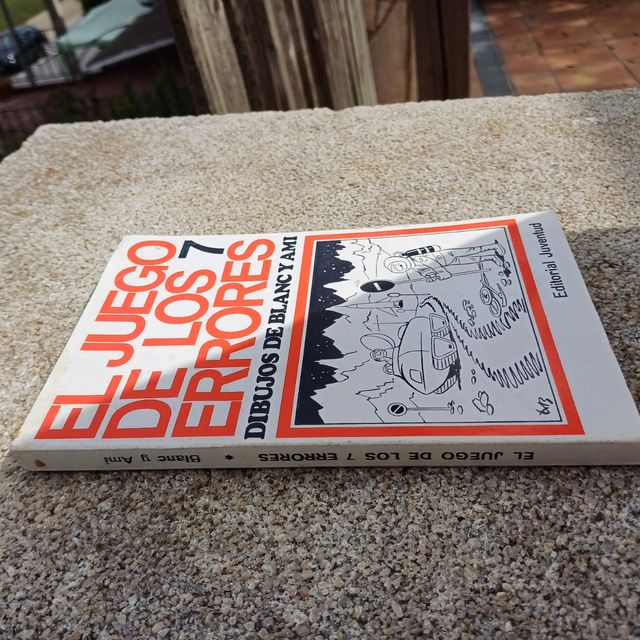 EL JUEGO
DE LOS 7
ERRORES
DIBUJOS DE BLANC Y AMI
Editorial Juventud
Blanc y Ami * EL JUEGO DE LOS 7 ERRORES